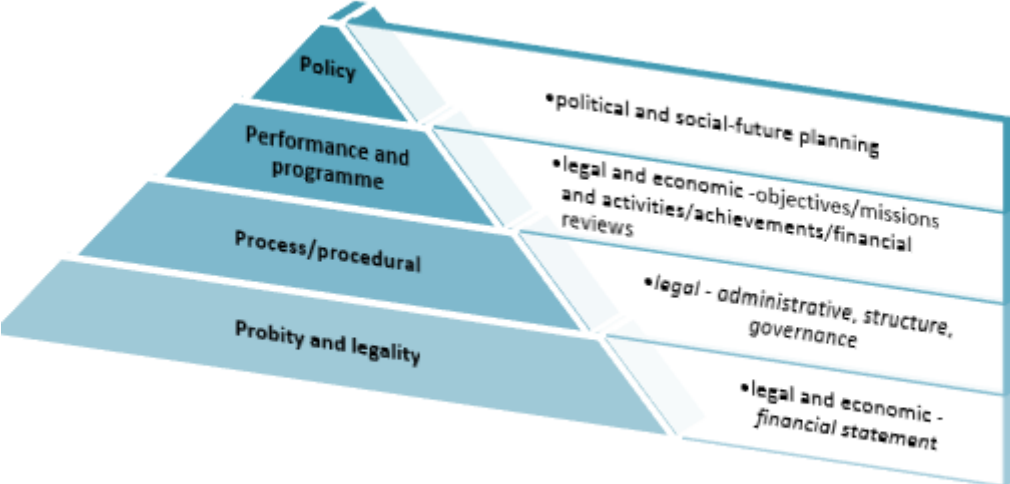 Policy
•political and social-future planning
Performance and
programme
•legal and economic -objectives/missions
and activities/achievements/financial
reviews
Process/procedural
•legal - administrative, structure,
governance
Probity and legality
•legal and economic -
financial statement